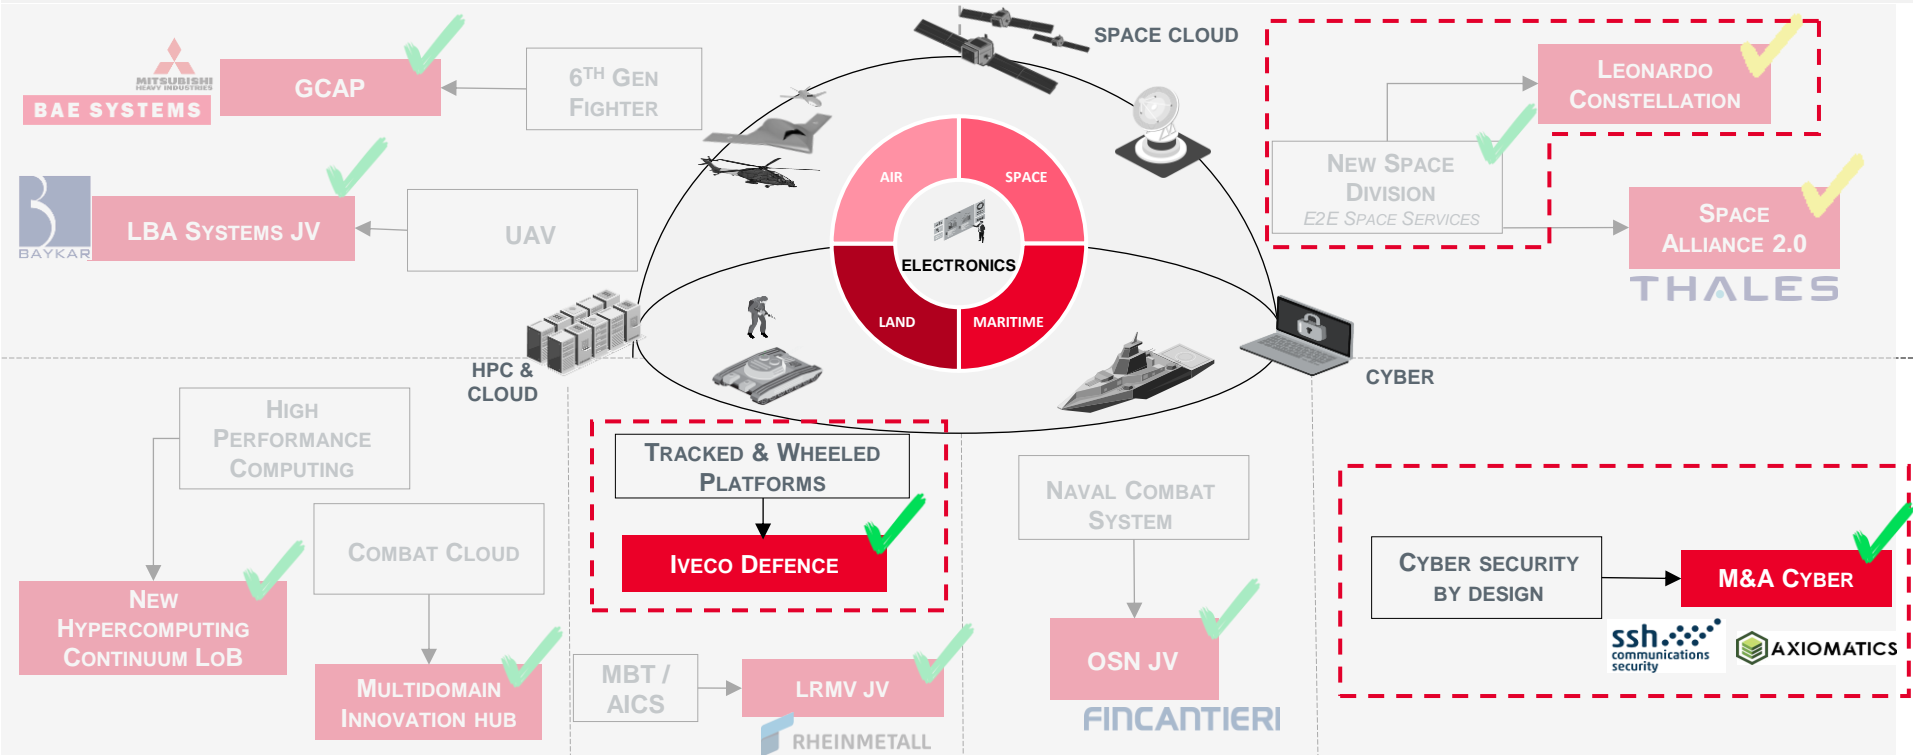 SPACE CLOUD
MITSUBISHI
HEAVY INDUSTRIES
BAE SYSTEMS
GCAP
6TH GEN
FIGHTER
LEONARDO
CONSTELLATION
BAYKAR
LBA SYSTEMS JV
UAV
AIR
SPACE
ELECTRONICS
LAND
MARITIME
NEW SPACE
DIVISION
E2E SPACE SERVICES
SPACE
ALLIANCE 2.0
THALES
HPC &
CLOUD
CYBER
HIGH
PERFORMANCE
COMPUTING
COMBAT CLOUD
NEW
HYPERCOMPUTING
CONTINUUM LOB
MULTIDOMAIN
INNOVATION HUB
TRACKED & WHEELED
PLATFORMS
IVECO DEFENCE
MBT /
AICS
LRMV JV
RHEINMETALL
NAVAL COMBAT
SYSTEM
OSN JV
FINCANTIERI
CYBER SECURITY
BY DESIGN
M&A CYBER
ssh
communications
security
AXIOMATICS